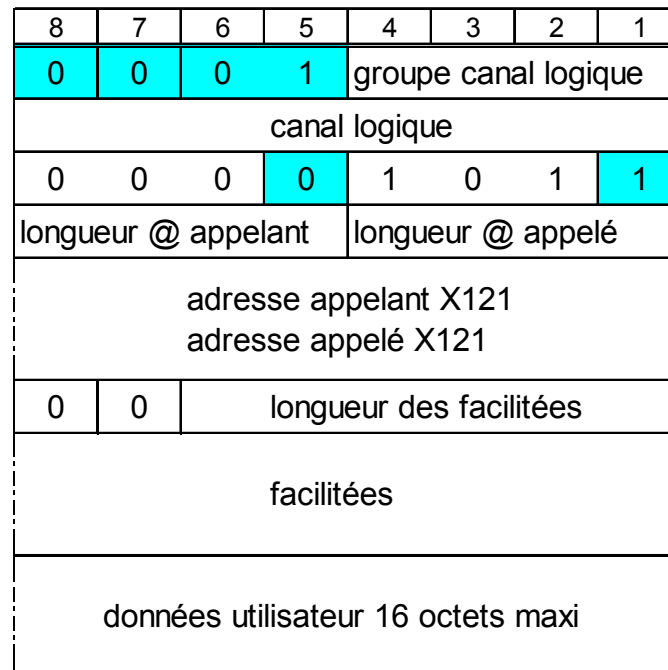 8 7 6 5 4 3 2 1
0 0 0 1 groupe canal logique
canal logique
0 0 0 0 1 0 1 1
longueur @ appelant longueur @ appelé
adresse appelant X121
adresse appelé X121
0 0 longueur des facilitées
facilitées
données utilisateur 16 octets maxi